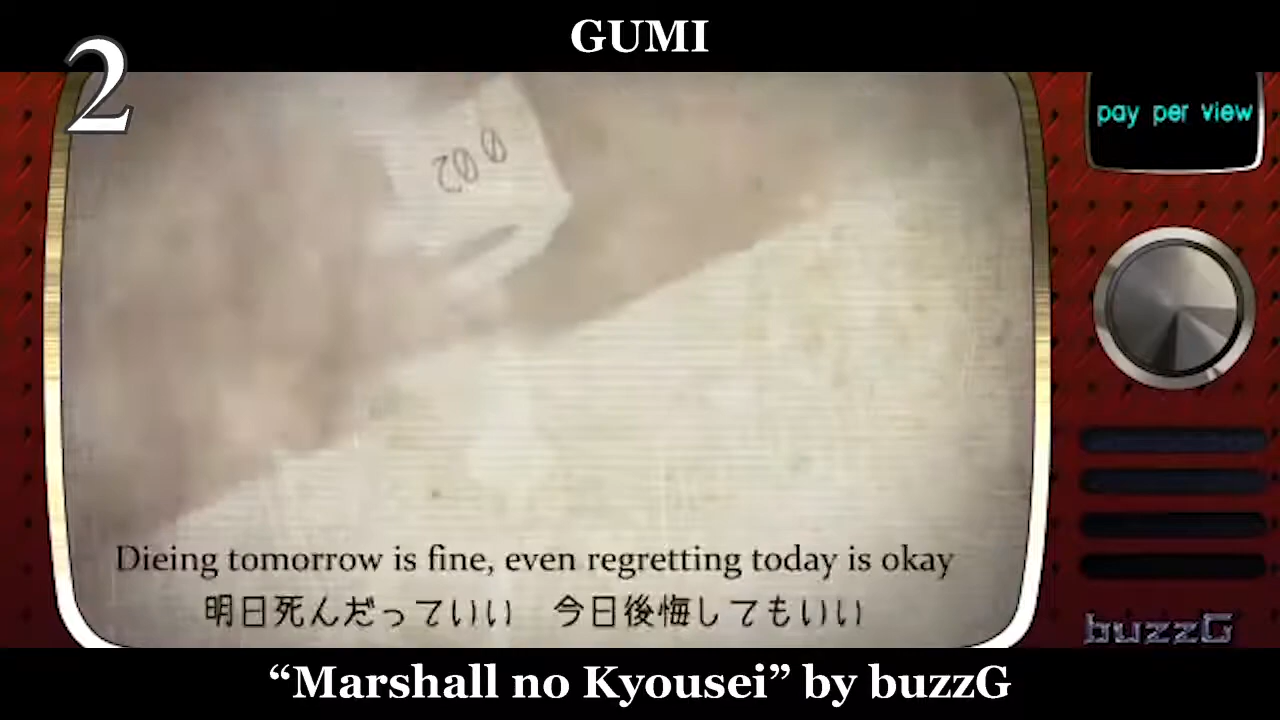 GUMI
2
pay per view
002
Dieing tomorrow is fine, even regretting today is okay
明日死んだっていい 今日後悔してもいい
buzzG
“Marshall no Kyousei” by buzzG